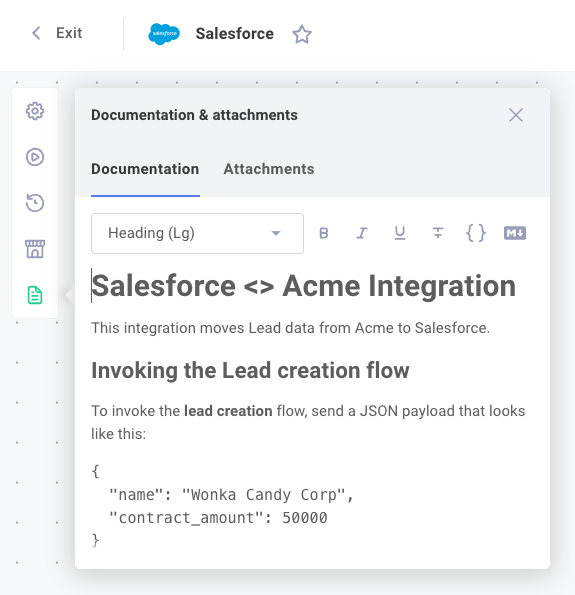 Exit
salesforce
Salesforce
Documentation & attachments
Documentation Attachments
Heading (Lg) B I U T {} M
Salesforce <> Acme Integration
This integration moves Lead data from Acme to Salesforce.
Invoking the Lead creation flow
To invoke the lead creation flow, send a JSON payload that looks
like this:
{
"name": "Wonka Candy Corp",
"contract_amount": 50000
}